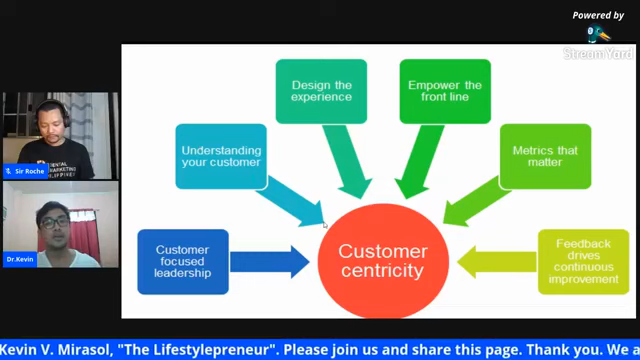 Powered by
StreamYard
Design the
experience
Empower the
front line
Understanding
your customer
Metrics that
matter
Customer
focused
leadership
Customer
centricity
Feedback
drives
continuous
improvement
Sir Roche
Dr.Kevin
Kevin V. Mirasol, "The Lifestylepreneur". Please join us and share this page. Thank you. We a